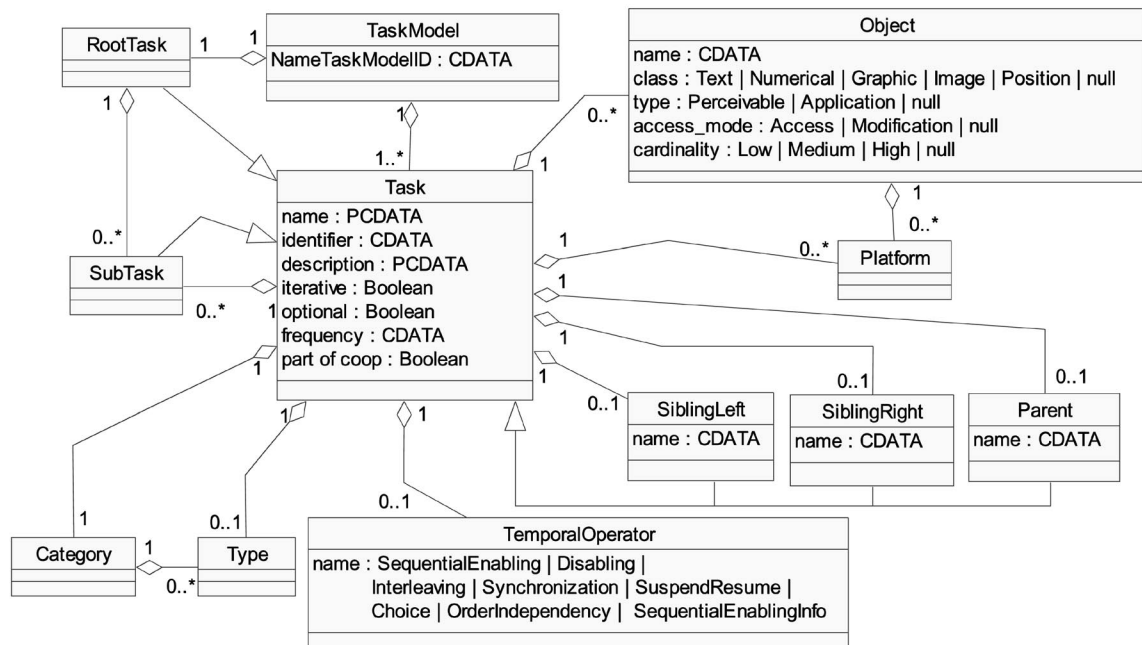 RootTask
1
1
TaskModel
NameTaskModelID : CDATA
Object
name : CDATA
class : Text | Numerical | Graphic | Image | Position | null
type : Perceivable | Application | null
access_mode : Access | Modification | null
cardinality : Low | Medium | High | null
1
1
1..*
0..*
1
1
0..*
Task
name : PCDATA
identifier : CDATA
description : PCDATA
iterative : Boolean
optional : Boolean
frequency : CDATA
part of coop : Boolean
0..*
SubTask
0..*
1
1
0..*
Platform
1
1
1
0..1
0..1
0..1
SiblingLeft
name : CDATA
SiblingRight
name : CDATA
Parent
name : CDATA
1
1
1
1
0..1
0..1
Category
1
0..*
Type
TemporalOperator
name : SequentialEnabling | Disabling |
Interleaving | Synchronization | SuspendResume |
Choice | OrderIndependency | SequentialEnablingInfo